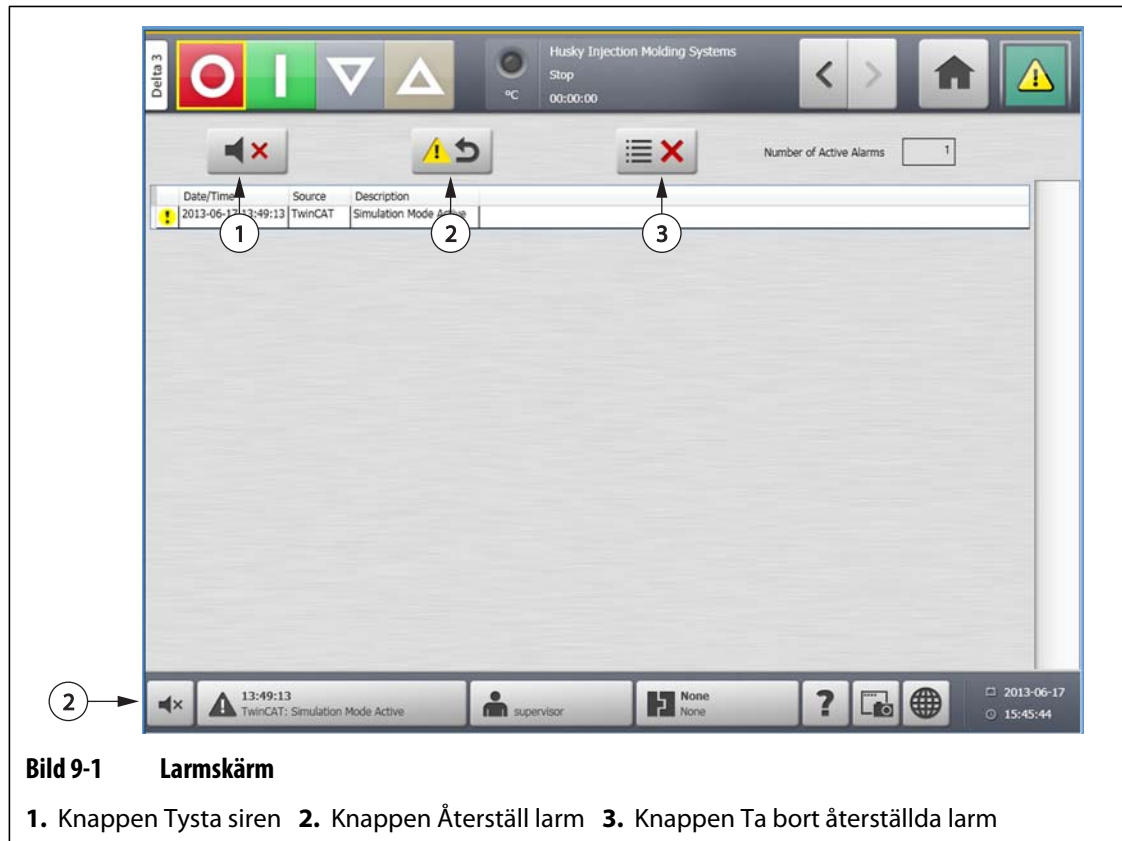 Delta 3
Husky Injection Molding Systems
Stop
°C
00:00:00
Number of Active Alarms 1
Date/Time Source Description
2013-06-17 13:49:13 TwinCAT Simulation Mode Active
1 2 3
2
13:49:13
TwinCAT: Simulation Mode Active
supervisor
None
None
?
2013-06-17
15:45:44
Bild 9-1 Larmskärm
1. Knappen Tysta siren 2. Knappen Återställ larm 3. Knappen Ta bort återställda larm